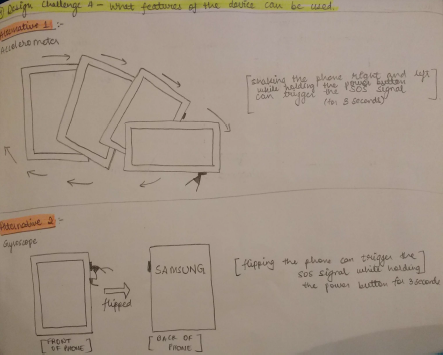 Design Challenge 4 - What features of the device can be used.
Alternative 1 :-
Accelerometer
[shaking the phone right and left
while holding the power button
can trigger the SOS signal
(for 3 seconds)]
Alternative 2 :-
Gyroscope
flipped
SAMSUNG
[FRONT
OF PHONE]
[BACK OF
PHONE]
[flipping the phone can trigger the
SOS signal while holding]
the power button for 3 seconds